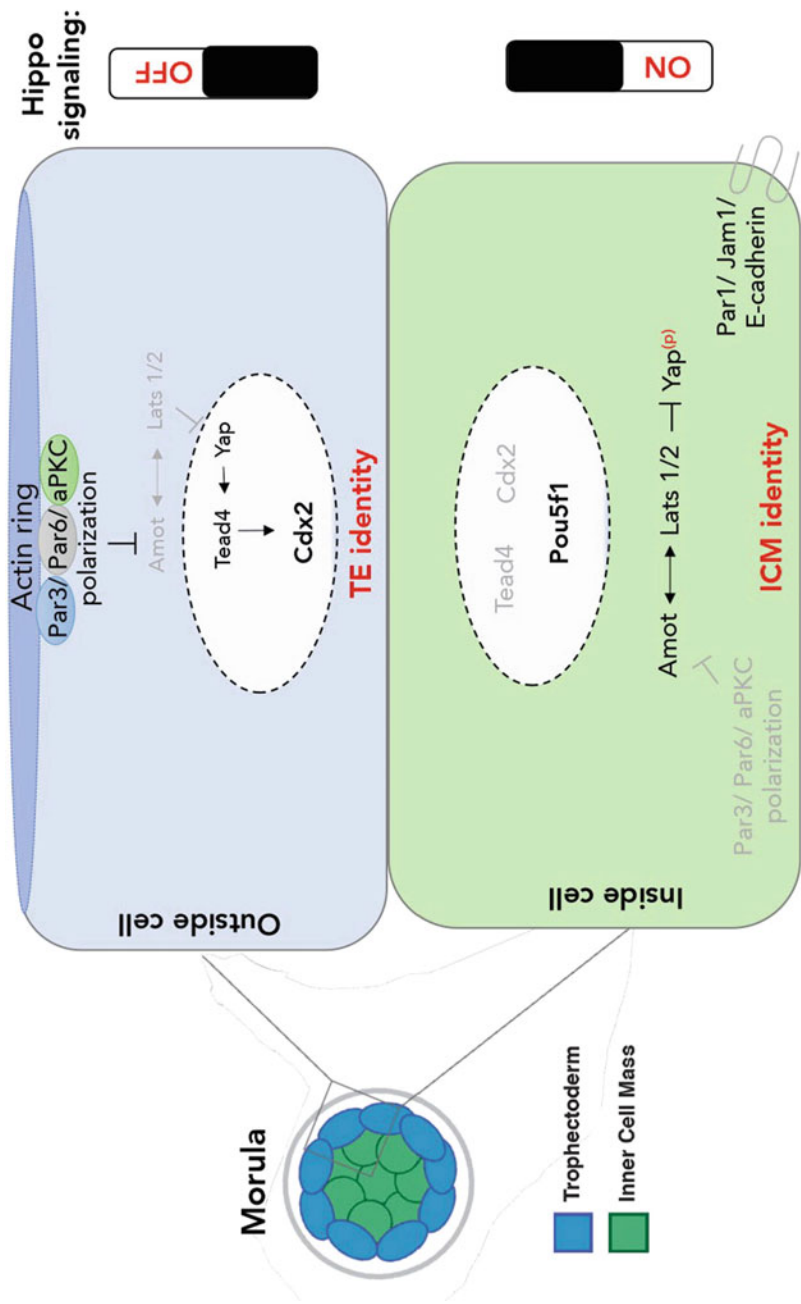 Morula
Trophectoderm
Inner Cell Mass
Hippo
signaling:
OFF
ON
Outside cell
Actin ring
Par3/ Par6/ aPKC
polarization
Amot
Lats 1/2
Tead4
Yap
Cdx2
TE identity
Inside cell
Tead4
Cdx2
Pou5f1
Amot
Lats 1/2
Yap(p)
Par3/ Par6/ aPKC
polarization
Par1/ Jam1/
E-cadherin
ICM identity